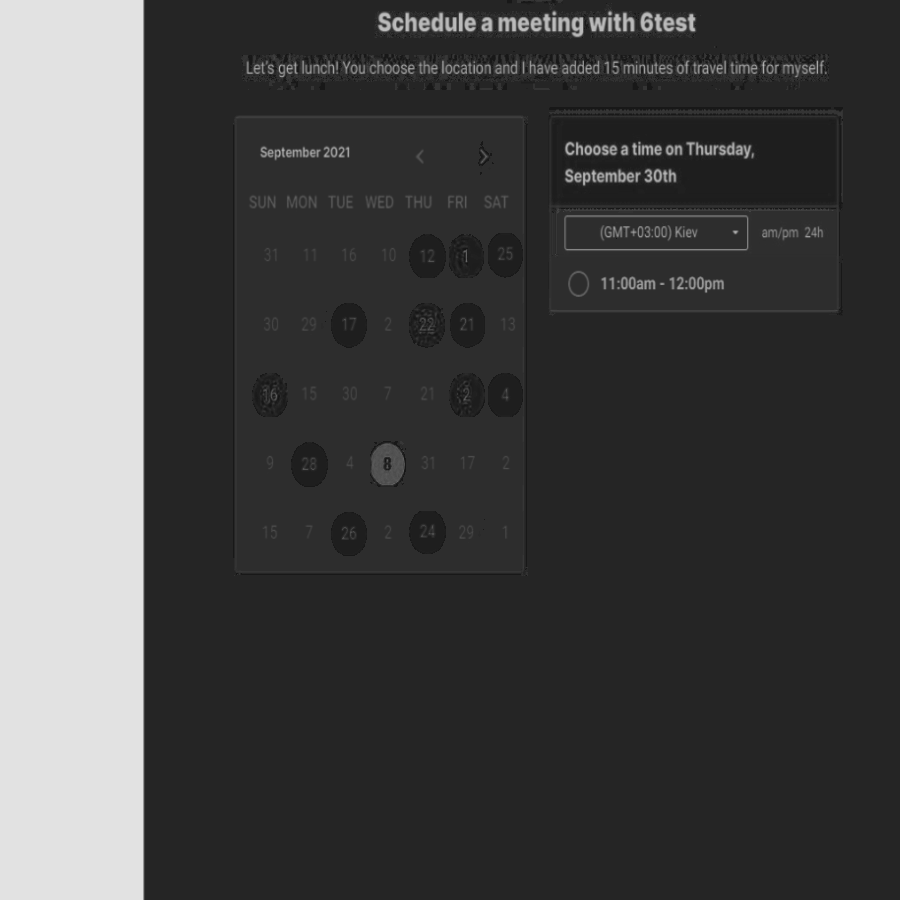 Schedule a meeting with 6test
Let's get lunch! You choose the location and I have added 15 minutes of travel time for myself.
September 2021
SUN MON TUE WED THU FRI SAT
31 11 16 10 12 1 25
30 29 17 2 22 21 13
16 15 30 7 21 2 4
9 28 4 8 31 17 2
15 7 26 2 24 29 1
Choose a time on Thursday,
September 30th
(GMT+03:00) Kiev am/pm 24h
11:00am - 12:00pm